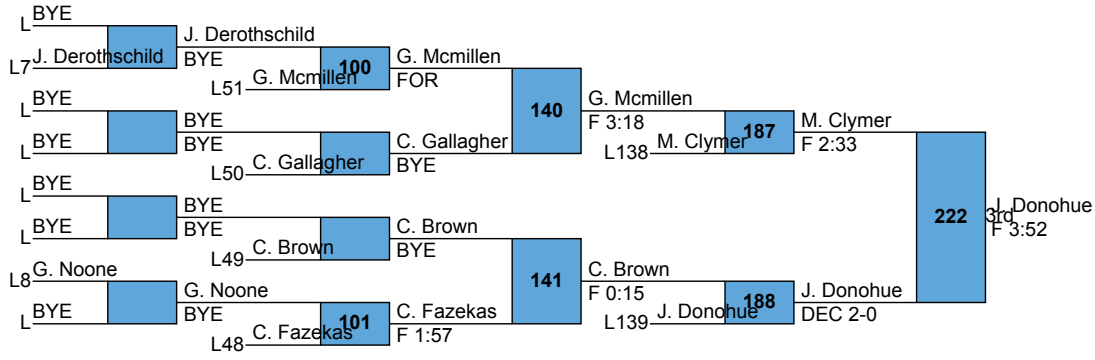 L BYE
L7 J. Derothschild
J. Derothschild
BYE
L51 G. Mcmillen
100
G. Mcmillen
FOR
L BYE
L BYE
BYE
BYE
L50 C. Gallagher
C. Gallagher
BYE
140
G. Mcmillen
F 3:18
L138 M. Clymer
187
M. Clymer
F 2:33
L BYE
L BYE
BYE
BYE
L49 C. Brown
C. Brown
BYE
L8 G. Noone
L BYE
G. Noone
BYE
L48 C. Fazekas
101
C. Fazekas
F 1:57
141
C. Brown
F 0:15
L139 J. Donohue
188
J. Donohue
DEC 2-0
222
3rd
J. Donohue
F 3:52